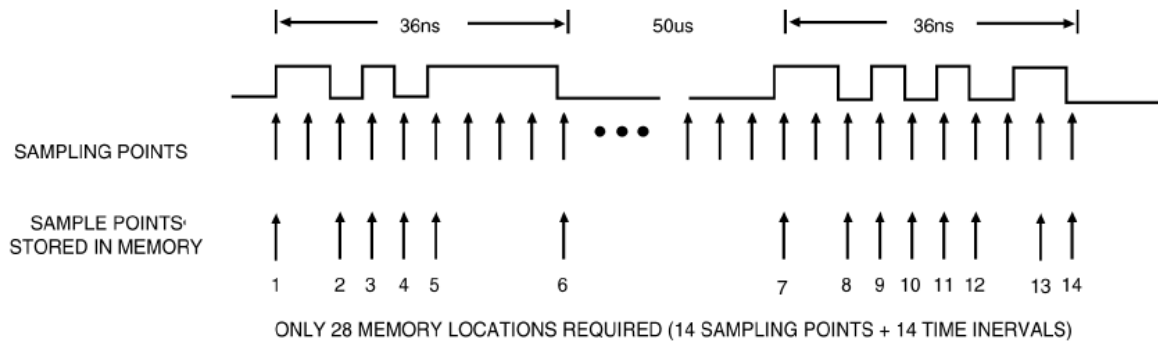 36ns 50us 36ns
SAMPLING POINTS
SAMPLE POINTS
STORED IN MEMORY
1 2 3 4 5 6 7 8 9 10 11 12 13 14
ONLY 28 MEMORY LOCATIONS REQUIRED (14 SAMPLING POINTS + 14 TIME INERVALS)